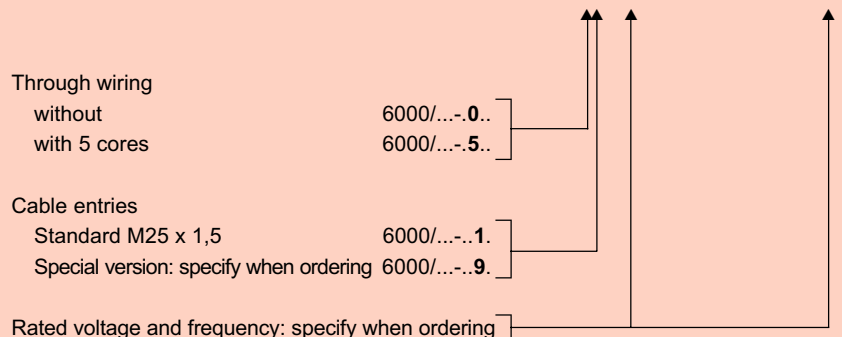 Through wiring
without 6000/...-.0..
with 5 cores 6000/...-.5..
Cable entries
Standard M25 x 1,5 6000/...-..1.
Special version: specify when ordering 6000/...-..9.
Rated voltage and frequency: specify when ordering